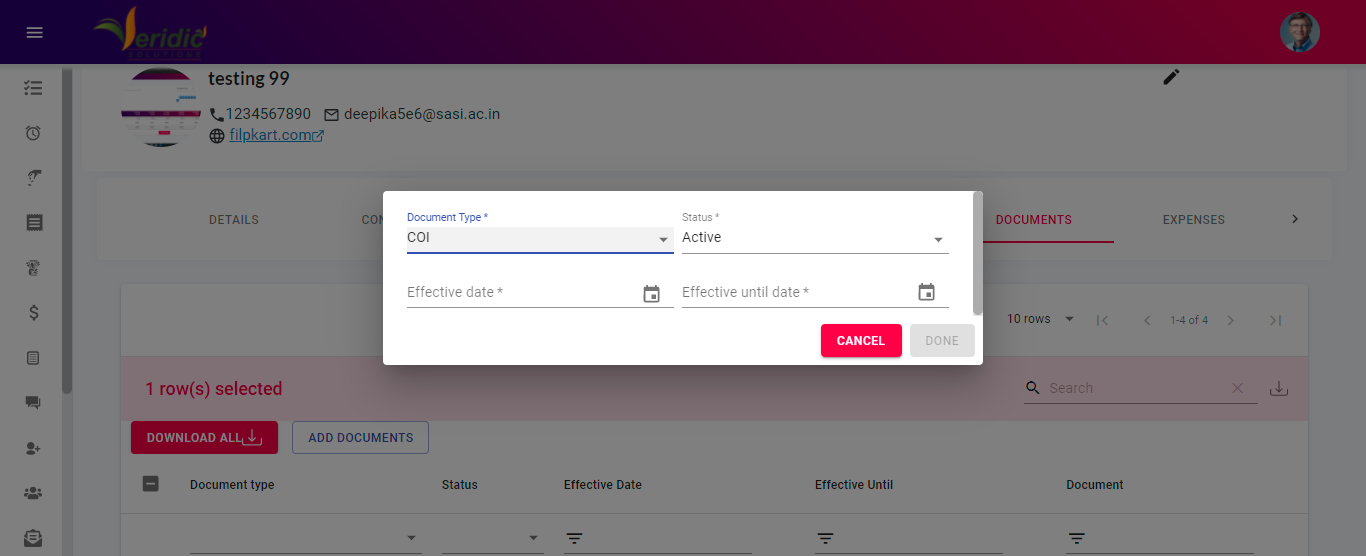 eridic
SOLUTIONS
testing 99
1234567890 deepika5e6@sasi.ac.in
filpkart.com
DETAILS CON DOCUMENTS EXPENSES
Document Type * Status *
COI Active
Effective date * Effective until date *
CANCEL DONE
10 rows 1-4 of 4
1 row(s) selected Search
DOWNLOAD ALL ADD DOCUMENTS
Document type Status Effective Date Effective Until Document